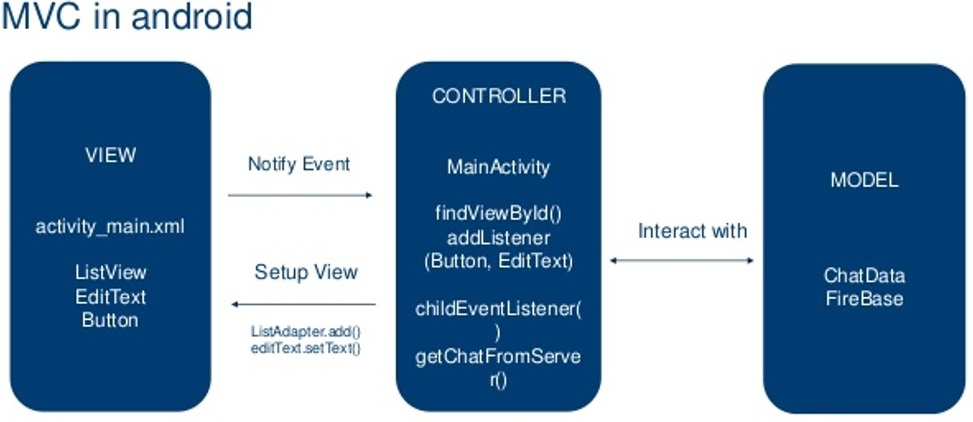 MVC in android
VIEW
activity_main.xml
ListView
EditText
Button
Notify Event
Setup View
ListAdapter.add()
editText.setText()
CONTROLLER
MainActivity
findViewById()
addListener
(Button, EditText)
childEventListener(
)
getChatFromServe
r()
Interact with
MODEL
ChatData
FireBase